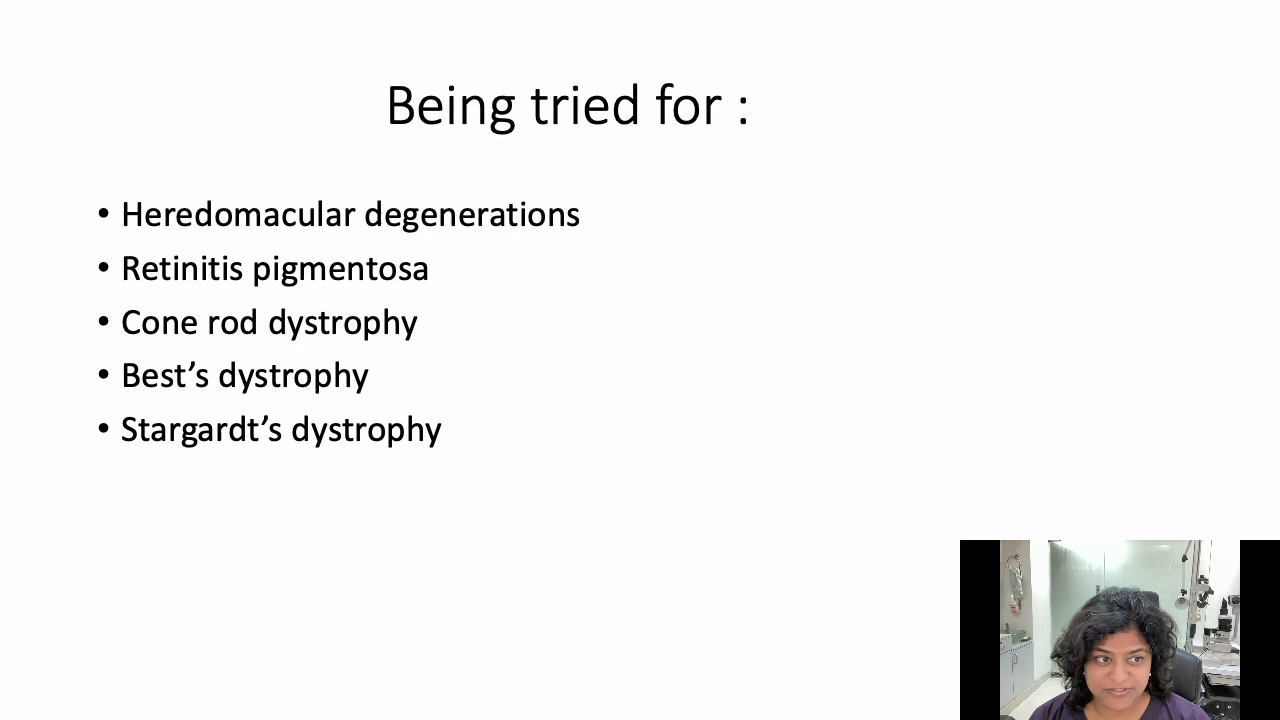 Being tried for :
• Heredomacular degenerations
• Retinitis pigmentosa
• Cone rod dystrophy
• Best’s dystrophy
• Stargardt’s dystrophy